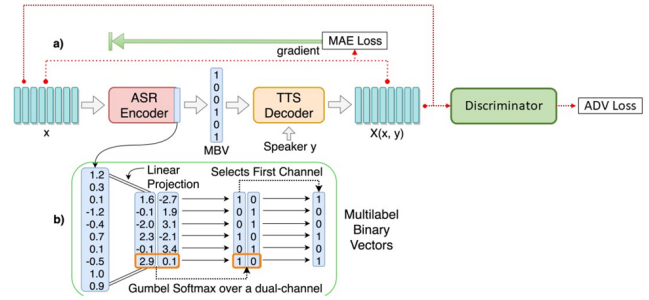 a)
MAE Loss
gradient
x
ASR
Encoder
1
0
0
1
0
1
MBV
TTS
Decoder
Speaker y
X(x, y)
Discriminator
ADV Loss
b)
Linear
Projection
Selects First Channel
1.2
0.3
0.1
-1.2
-0.4
0.7
0.1
-0.5
1.0
0.9
1.6 -2.7 1 0 1
-0.1 1.9 0 1 0
-2.0 3.1 0 1 0
2.3 -2.1 1 0 1
-0.1 3.4 0 1 0
2.9 0.1 1 0 1
Multilabel
Binary
Vectors
Gumbel Softmax over a dual-channel